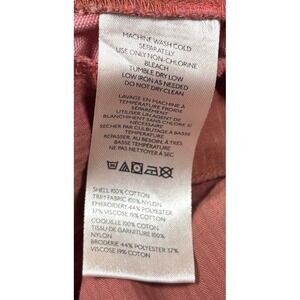 MACHINE WASH COLD
SEPARATELY
USE ONLY NON-CHLORINE
BLEACH
TUMBLE DRY LOW
LOW IRON AS NEEDED
DO NOT DRY CLEAN
LAVAGE EN MACHINE À
TEMPÉRATURE FROIDE
SÉPARÉMENT
UTILISER UN AGENT DE
BLANCHIMENT SANS CHLORE SI
NÉCESSAIRE
SÉCHER PAR CULBUTAGE À BASSE
TEMPÉRATURE
REPASSER, AU BESOIN, À TRÈS
BASSE TEMPÉRATURE
NE PAS NETTOYER À SEC
SHELL 100% COTTON
TRIM FABRIC 100% NYLON
EMBROIDERY 44% POLYESTER
37% VISCOSE 19% COTTON
COQUILLE 100% COTON
TISSU DE GARNITURE 100%
NYLON
BRODERIE 44% POLYESTER 37%
VISCOSE 19% COTON